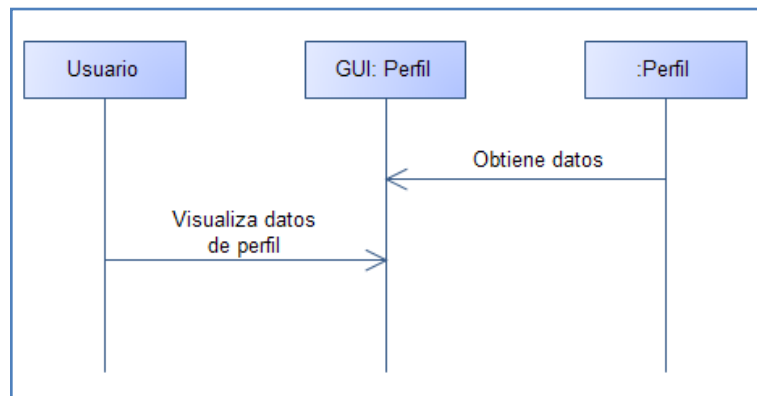 Usuario
GUI: Perfil
:Perfil
Obtiene datos
Visualiza datos
de perfil